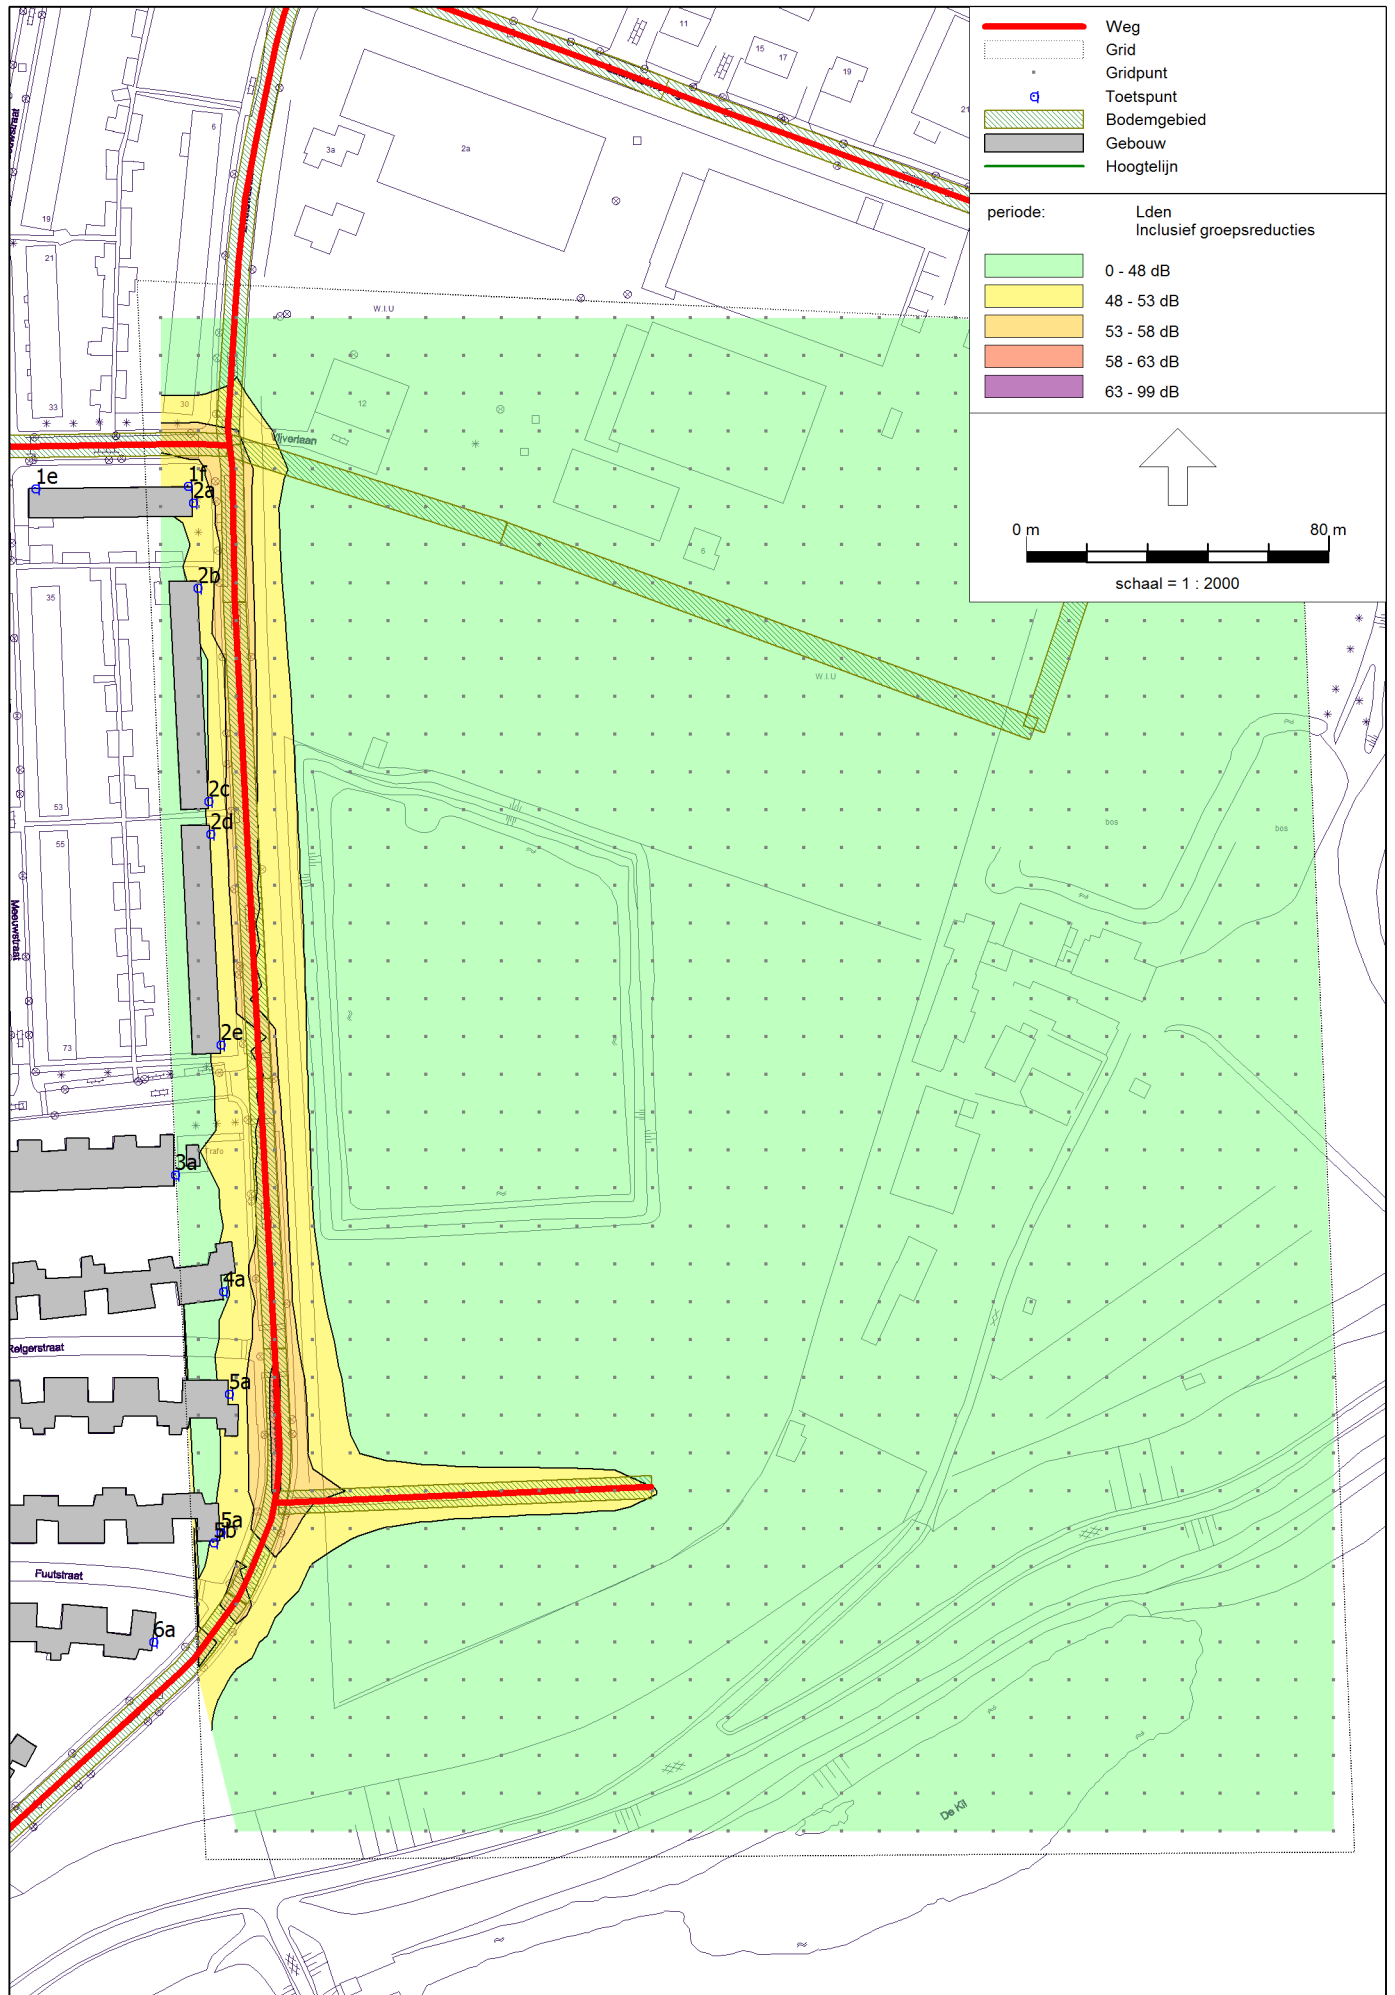 Weg
Grid
Gridpunt
Toetspunt
Bodemgebied
Gebouw
Hoogtelijn
periode:
Lden
Inclusief groepsreducties
0 - 48 dB
48 - 53 dB
53 - 58 dB
58 - 63 dB
63 - 99 dB
0 m
80 m
schaal = 1 : 2000
11
15
17
19
21
6
3a
2a
19
21
W.I.U
33
30
12
Vijverlaan
1e
1f
2a
6
2b
35
W.I.U
2c
53
2d
55
bos
bos
Meeuwstraat
2e
73
Trafo
3a
4a
Reigerstraat
5a
5a
5b
Fuutstraat
6a
De Kil